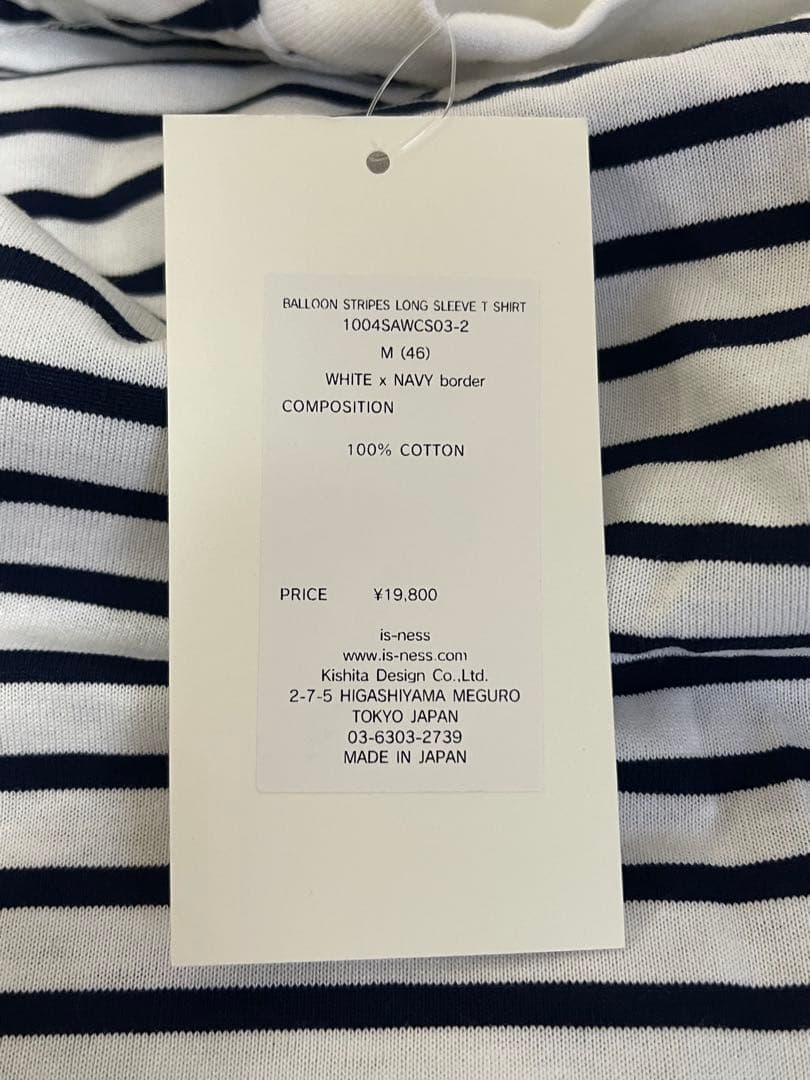 BALLOON STRIPES LONG SLEEVE T SHIRT
1004SAWCS03-2
M (46)
WHITE x NAVY border
COMPOSITION
100% COTTON
PRICE ¥19,800
is-ness
www.is-ness.com
Kishita Design Co.,Ltd.
2-7-5 HIGASHIYAMA MEGURO
TOKYO JAPAN
03-6303-2739
MADE IN JAPAN